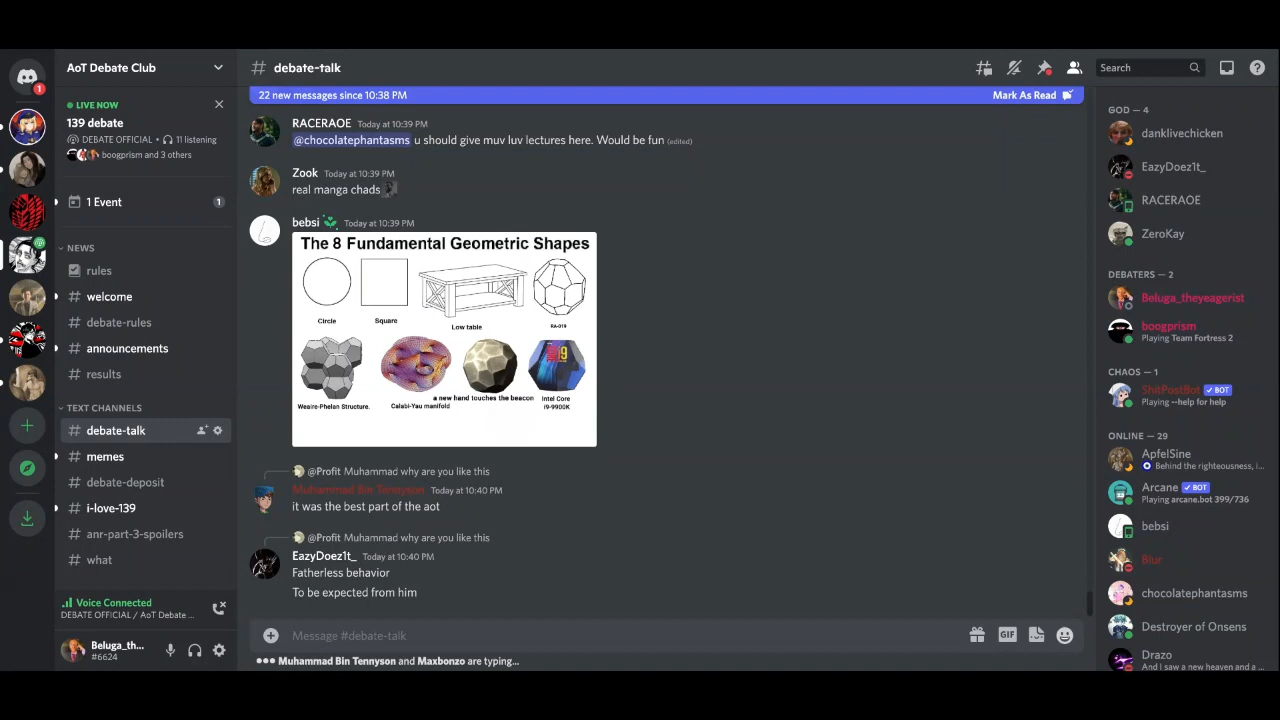 AoT Debate Club
LIVE NOW
139 debate
DEBATE OFFICIAL • 11 listening
boogprism and 3 others
1 Event
1
NEWS
rules
# welcome
# debate-rules
# announcements
# results
TEXT CHANNELS
# debate-talk
# memes
# debate-deposit
# i-love-139
# anr-part-3-spoilers
# what
Voice Connected
DEBATE OFFICIAL / AoT Debate ...
Beluga_th...
#6624
1
# debate-talk
Search
22 new messages since 10:38 PM
Mark As Read
RACERAOE Today at 10:39 PM
@chocolatephantasms u should give muv luv lectures here. Would be fun (edited)
Zook Today at 10:39 PM
real manga chads
bebsi Today at 10:39 PM
The 8 Fundamental Geometric Shapes
Circle
Square
Low table
RA-019
Weaire-Phelan Structure.
Calabi-Yau manifold
a new hand touches the beacon
i9
Intel Core
i9-9900K
@Profit Muhammad why are you like this
Muhammad Bin Tennyson Today at 10:40 PM
it was the best part of the aot
@Profit Muhammad why are you like this
EazyDoez1t_ Today at 10:40 PM
Fatherless behavior
To be expected from him
Message #debate-talk
GIF
Muhammad Bin Tennyson and Maxbonzo are typing...
GOD — 4
danklivechicken
EazyDoez1t_
RACERAOE
ZeroKay
DEBATERS — 2
Beluga_theyeagerist
boogprism
Playing Team Fortress 2
CHAOS — 1
ShitPostBot ✓ BOT
Playing --help for help
ONLINE — 29
ApfelSine
Behind the righteousness, i...
Arcane ✓ BOT
Playing arcane.bot 399/736
bebsi
Blur
chocolatephantasms
Destroyer of Onsens
Drazo
And I saw a new heaven and a ...